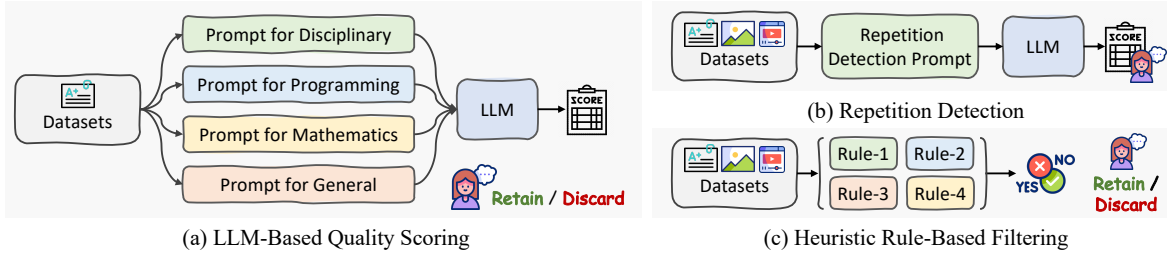 Datasets
A+
Prompt for Disciplinary
Prompt for Programming
Prompt for Mathematics
Prompt for General
LLM
SCORE
Retain / Discard
(a) LLM-Based Quality Scoring
A+
Datasets
Repetition
Detection Prompt
LLM
SCORE
(b) Repetition Detection
A+
Datasets
Rule-1
Rule-2
Rule-3
Rule-4
NO
YES
Retain /
Discard
(c) Heuristic Rule-Based Filtering